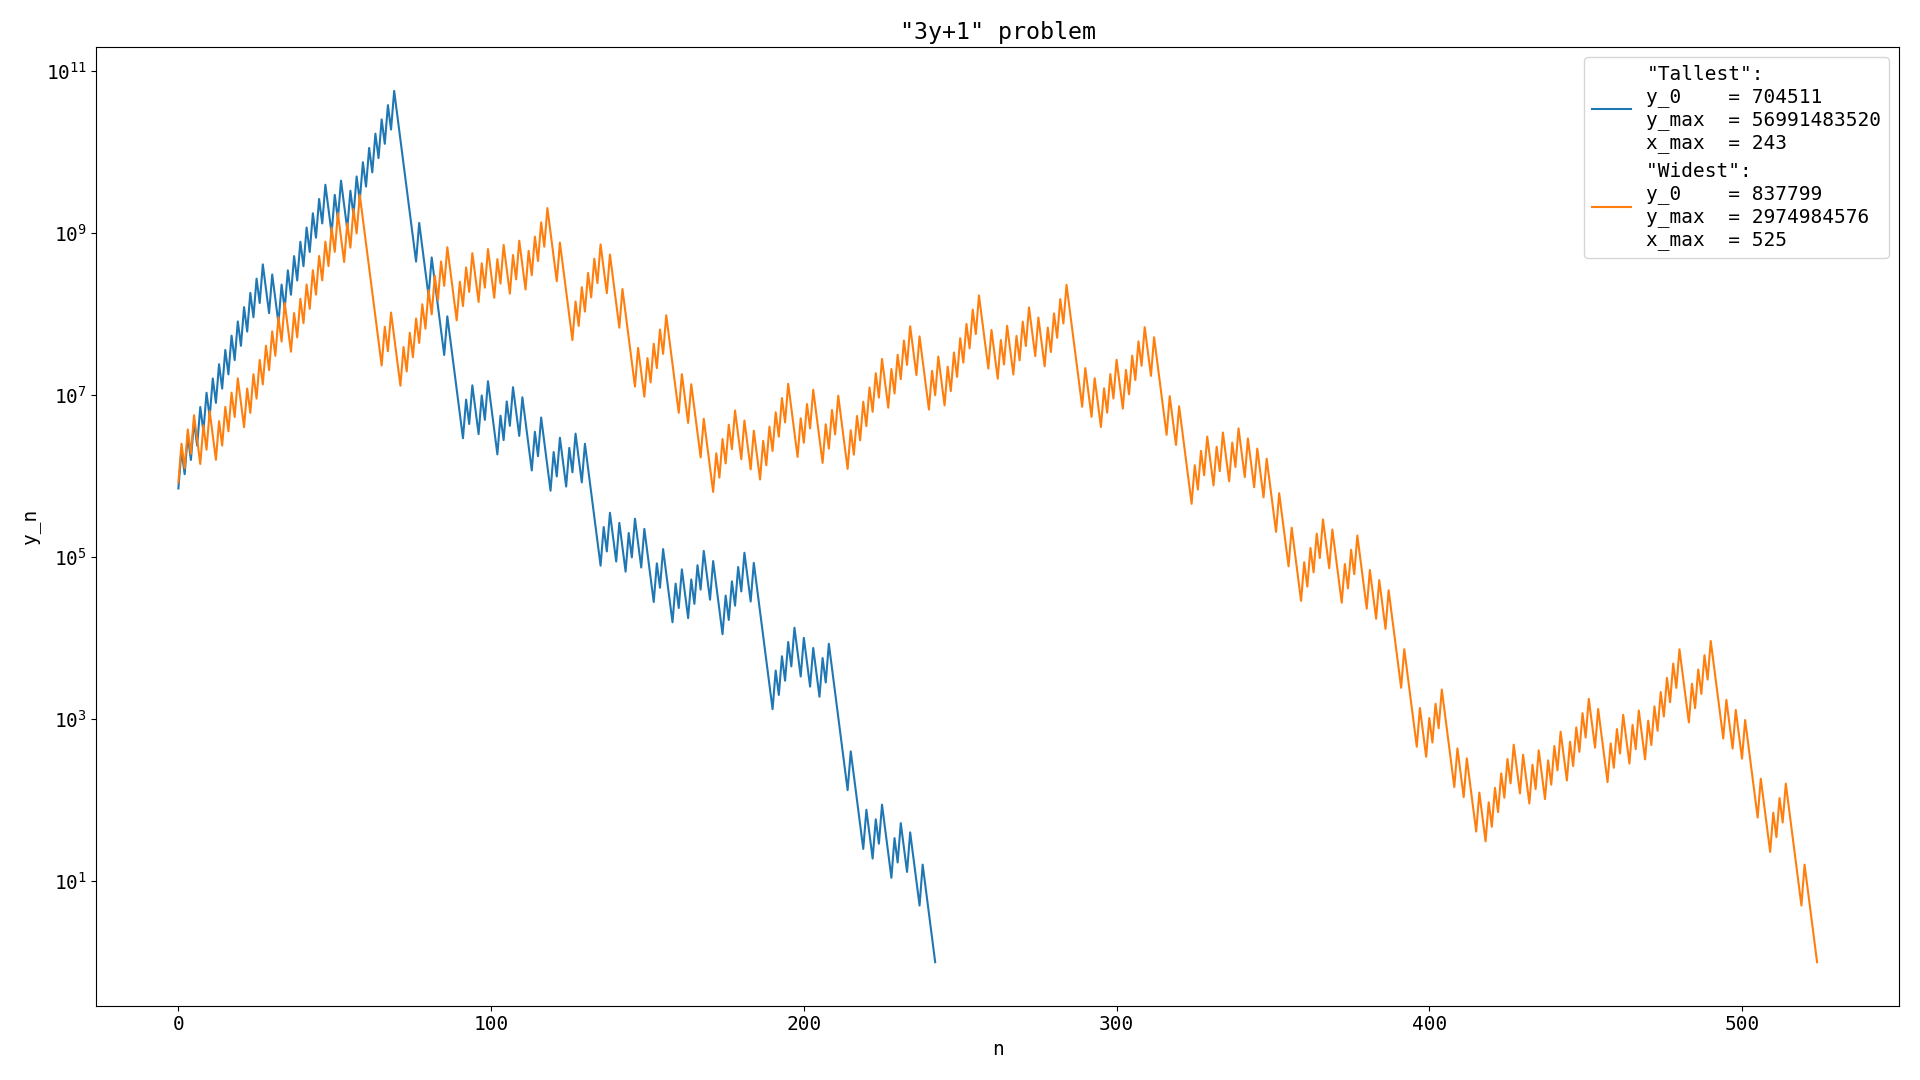 "3y+1" problem
"Tallest":
y_0    = 704511
y_max  = 56991483520
x_max  = 243
"Widest":
y_0    = 837799
y_max  = 2974984576
x_max  = 525
10^11
10^9
10^7
10^5
10^3
10^1
y_n
0 100 200 300 400 500
n